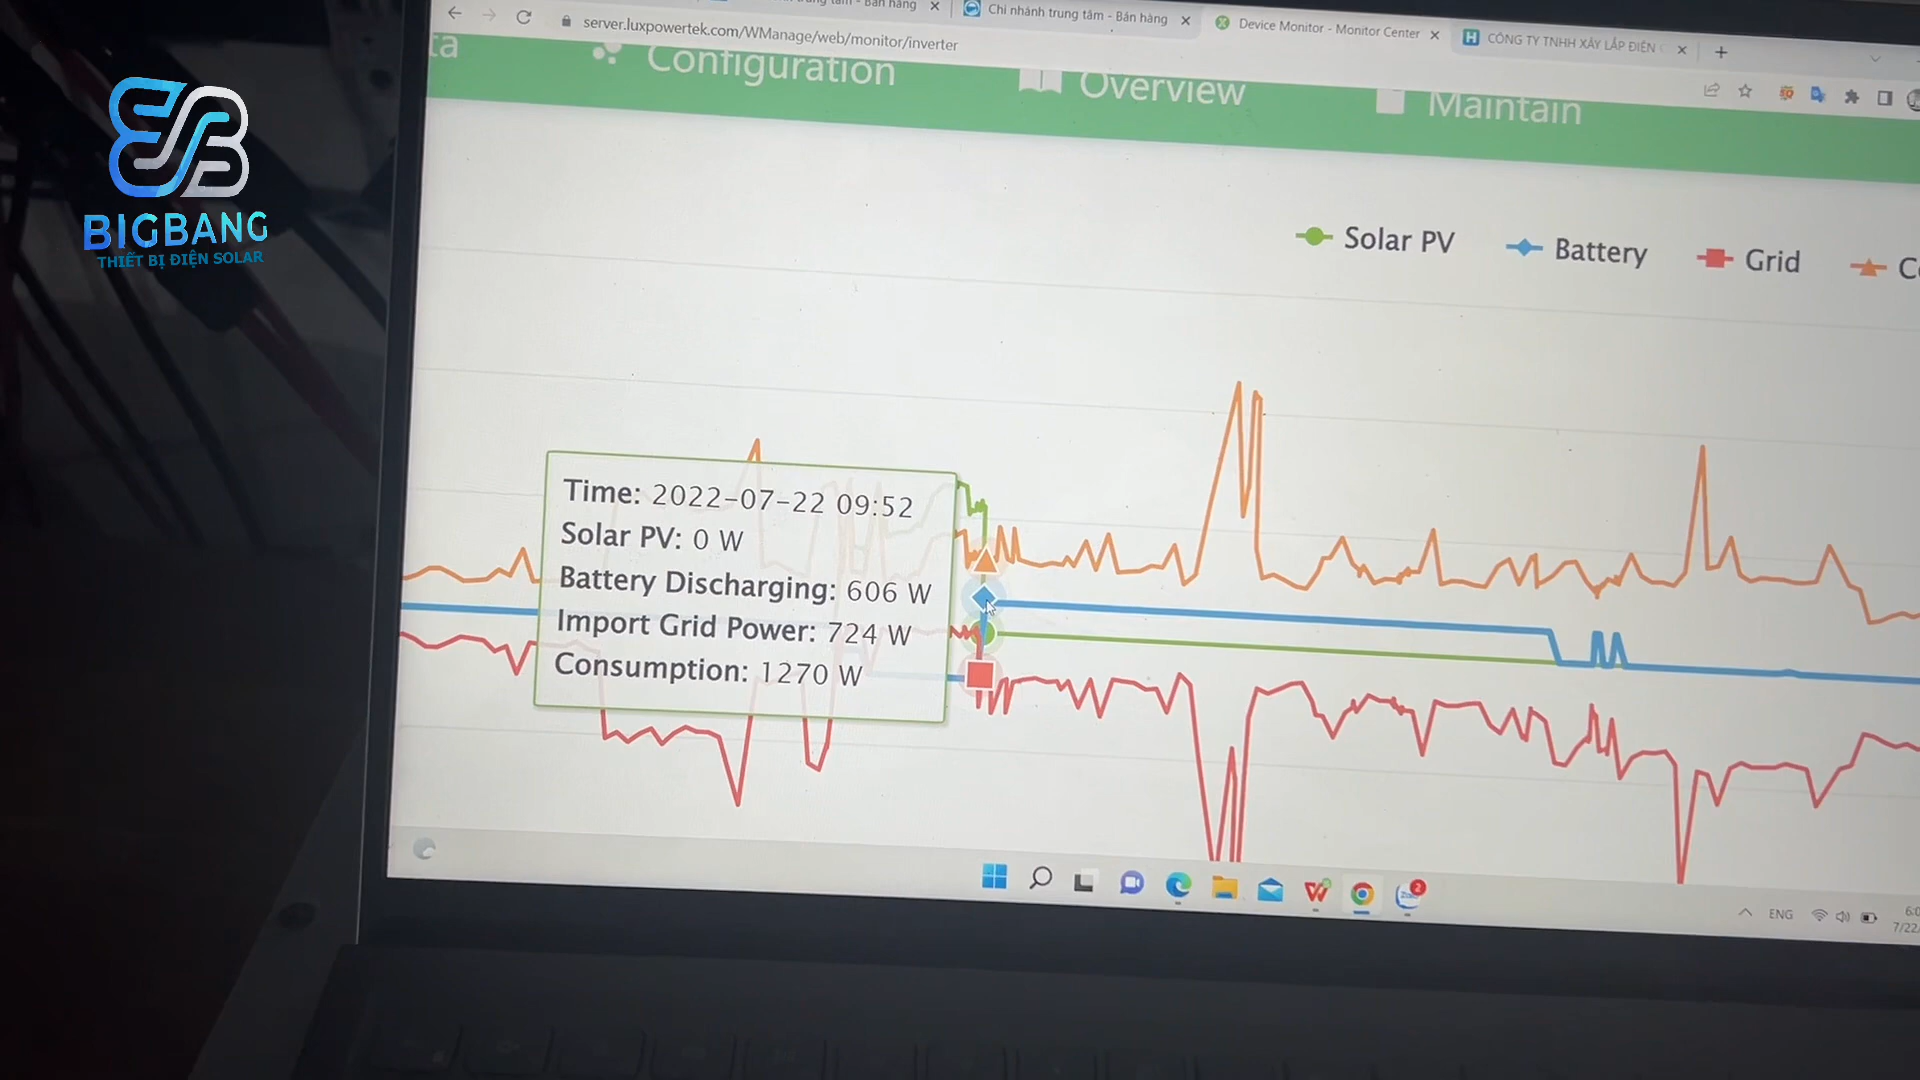 Chi nhánh trung tâm - Bán hàng
Device Monitor - Monitor Center
CÔNG TY TNHH XÂY LẮP ĐIỆN
server.luxpowertek.com/WManage/web/monitor/inverter
ta
Configuration
Overview
Maintain
BIGBANG
THIẾT BỊ ĐIỆN SOLAR
Solar PV
Battery
Grid
Time: 2022-07-22 09:52
Solar PV: 0 W
Battery Discharging: 606 W
Import Grid Power: 724 W
Consumption: 1270 W
2
ENG